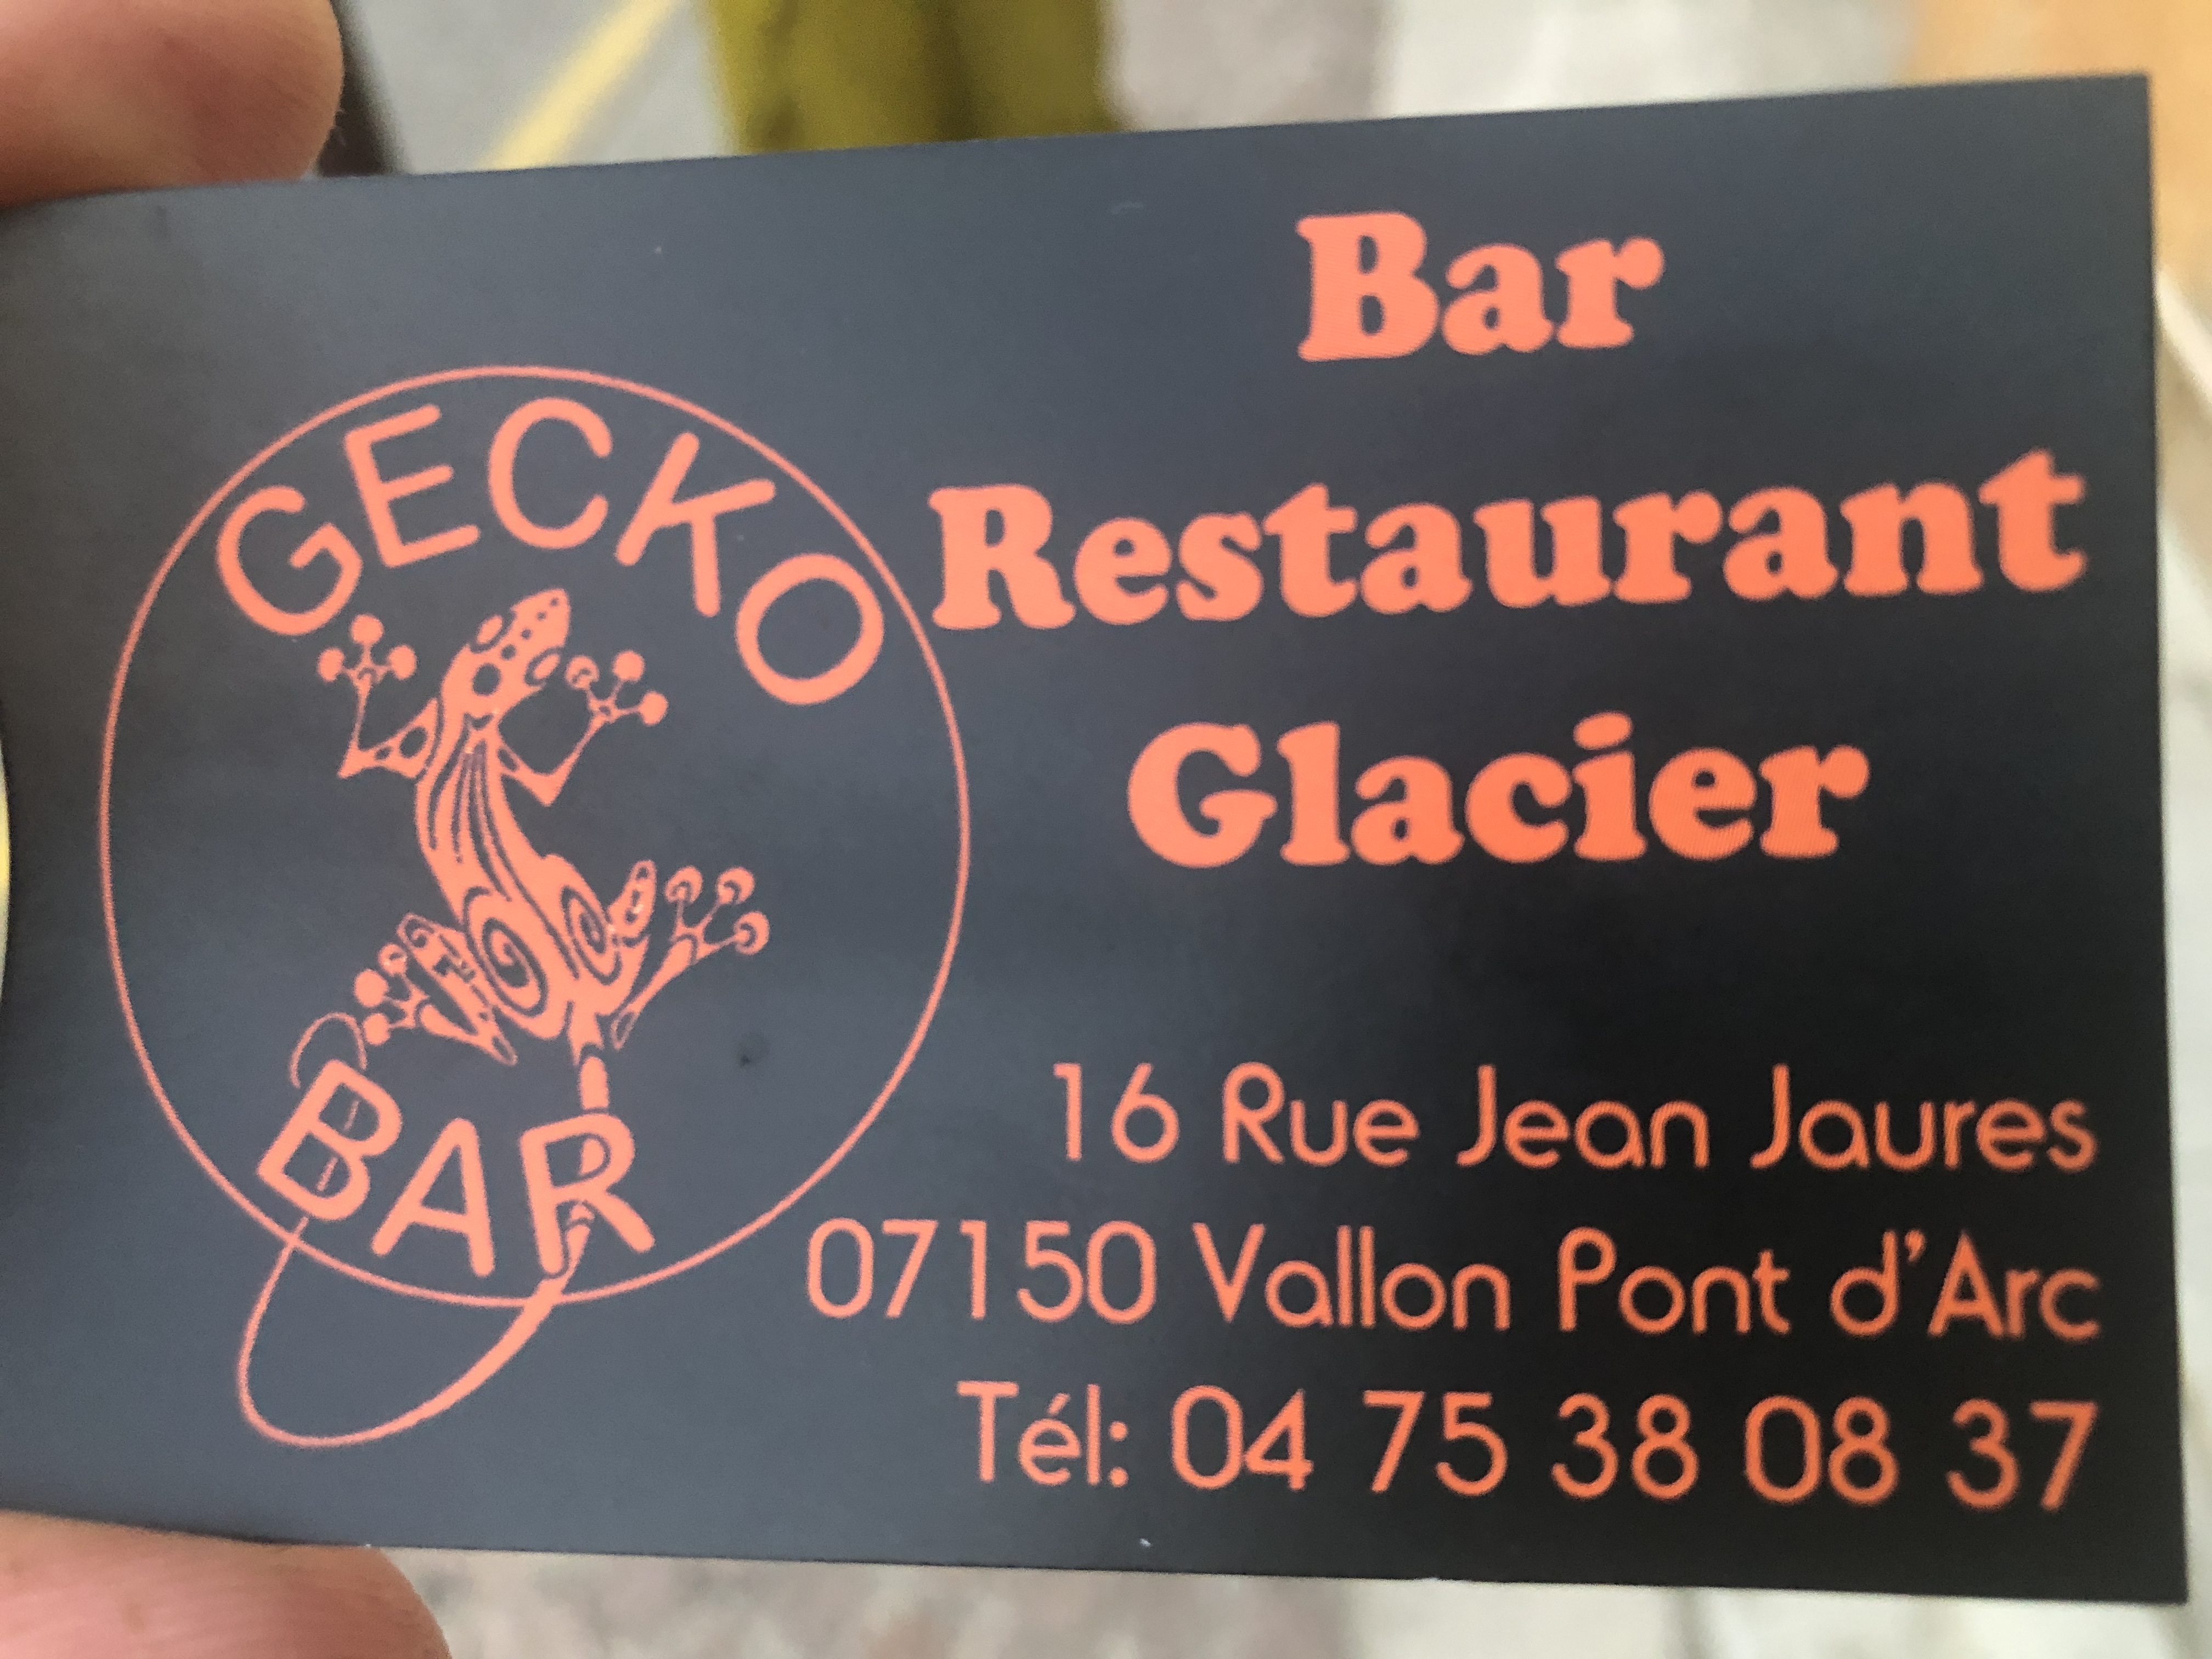 GECKO
BAR
Bar
Restaurant
Glacier
16 Rue Jean Jaures
07150 Vallon Pont d'Arc
Tél: 04 75 38 08 37